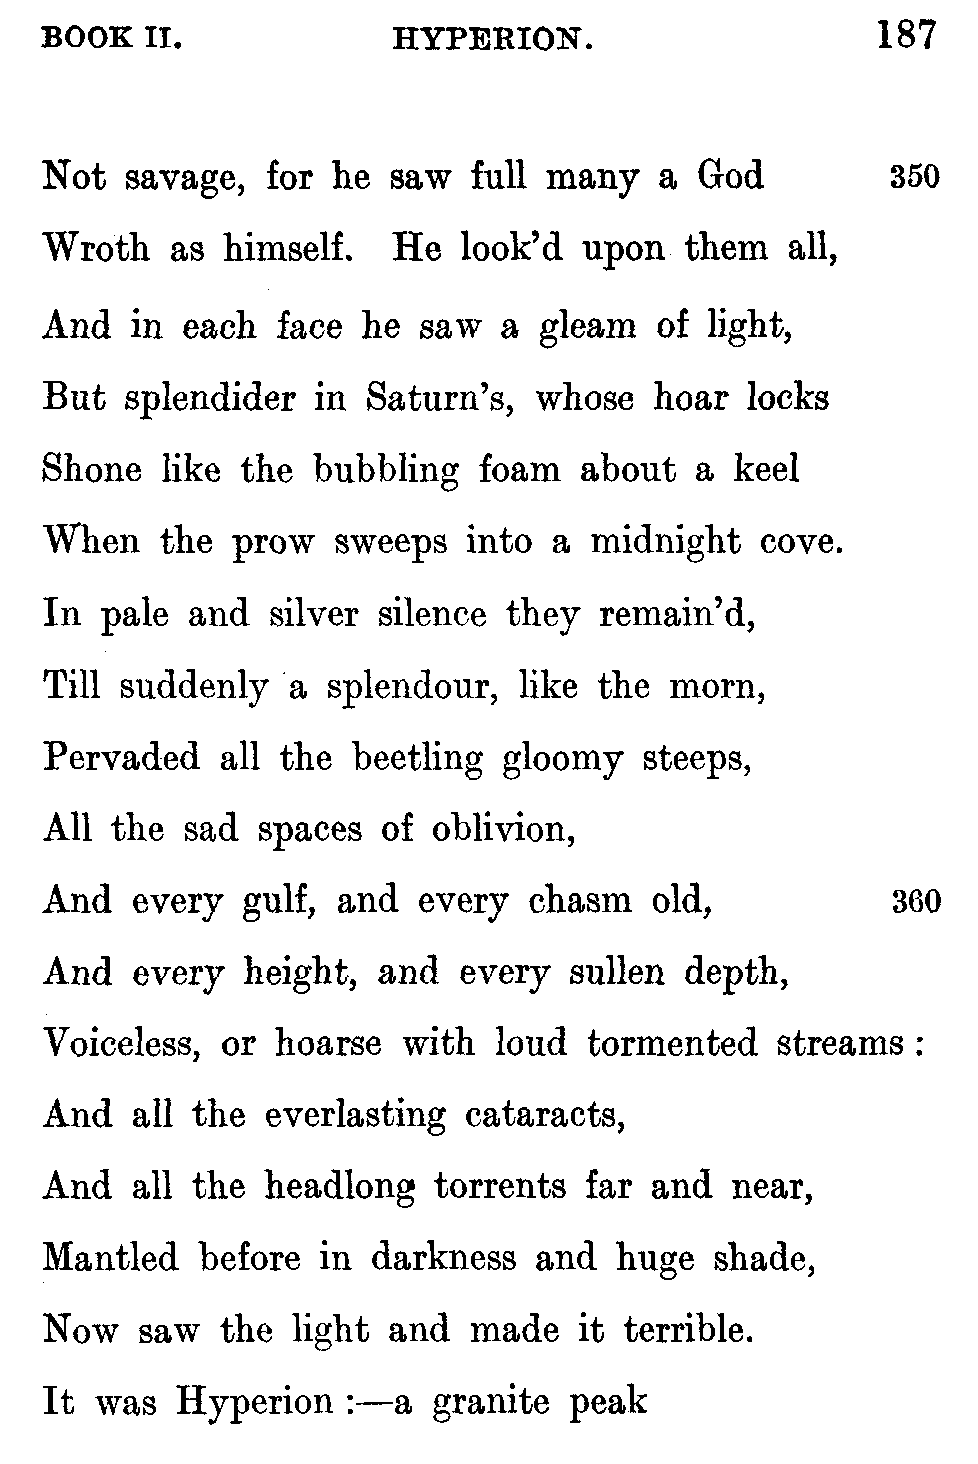 BOOK II. HYPERION. 187
Not savage, for he saw full many a God 350
Wroth as himself. He look'd upon them all,
And in each face he saw a gleam of light,
But splendider in Saturn's, whose hoar locks
Shone like the bubbling foam about a keel
When the prow sweeps into a midnight cove.
In pale and silver silence they remain'd,
Till suddenly a splendour, like the morn,
Pervaded all the beetling gloomy steeps,
All the sad spaces of oblivion,
And every gulf, and every chasm old, 360
And every height, and every sullen depth,
Voiceless, or hoarse with loud tormented streams :
And all the everlasting cataracts,
And all the headlong torrents far and near,
Mantled before in darkness and huge shade,
Now saw the light and made it terrible.
It was Hyperion :—a granite peak